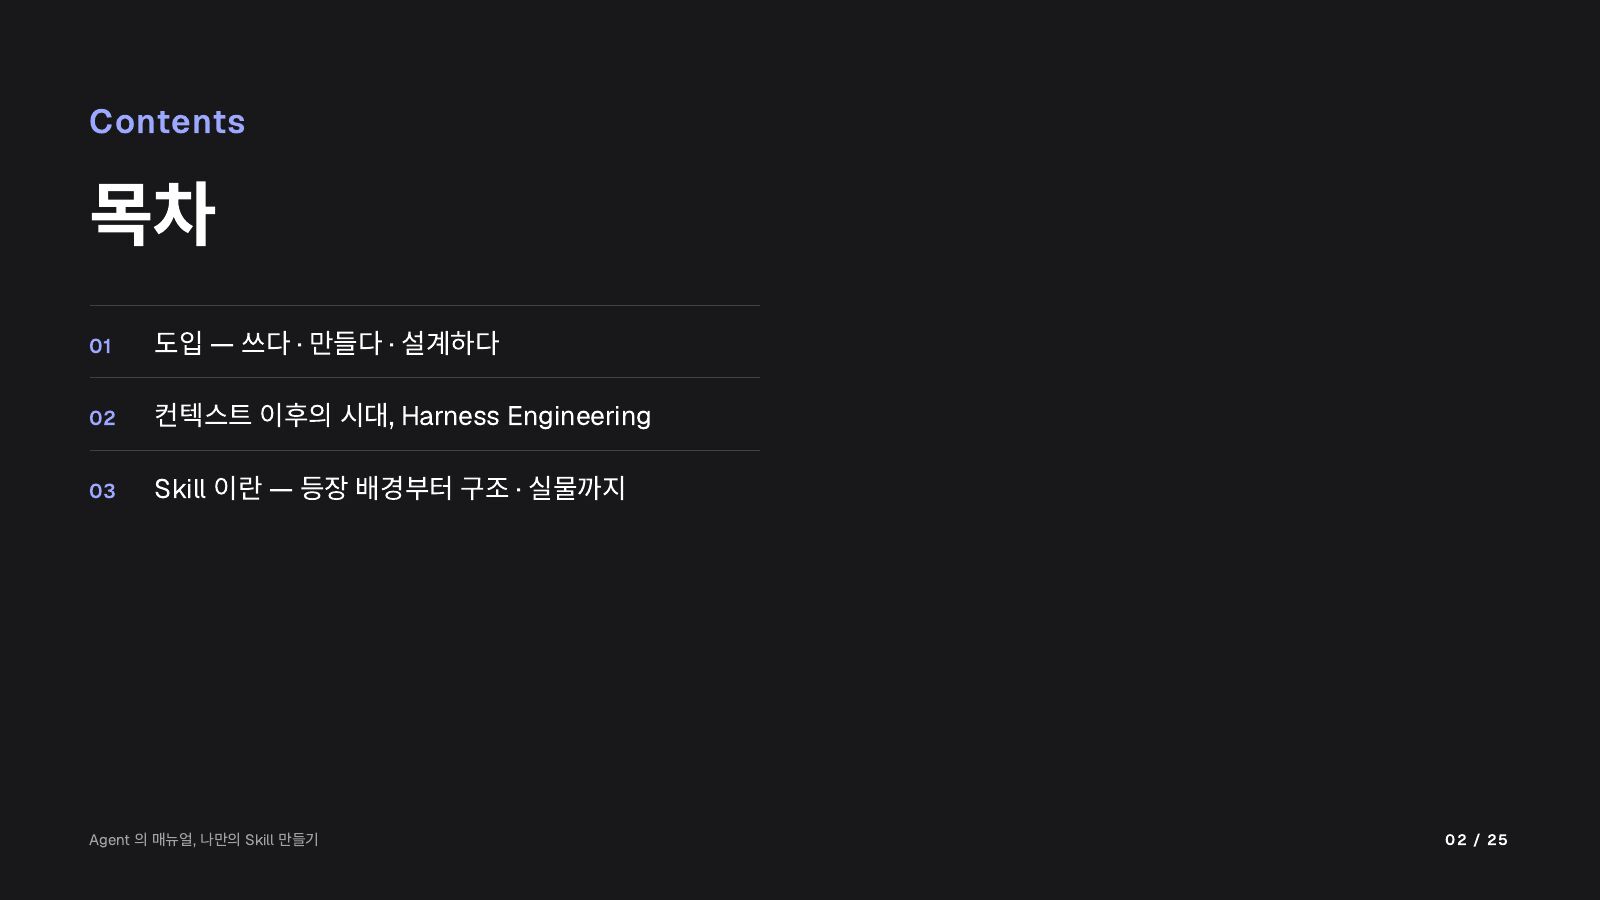 Contents
목차
01 도입 — 쓰다 · 만들다 · 설계하다
02 컨텍스트 이후의 시대, Harness Engineering
03 Skill 이란 — 등장 배경부터 구조 · 실물까지
Agent 의 매뉴얼, 나만의 Skill 만들기
02 / 25